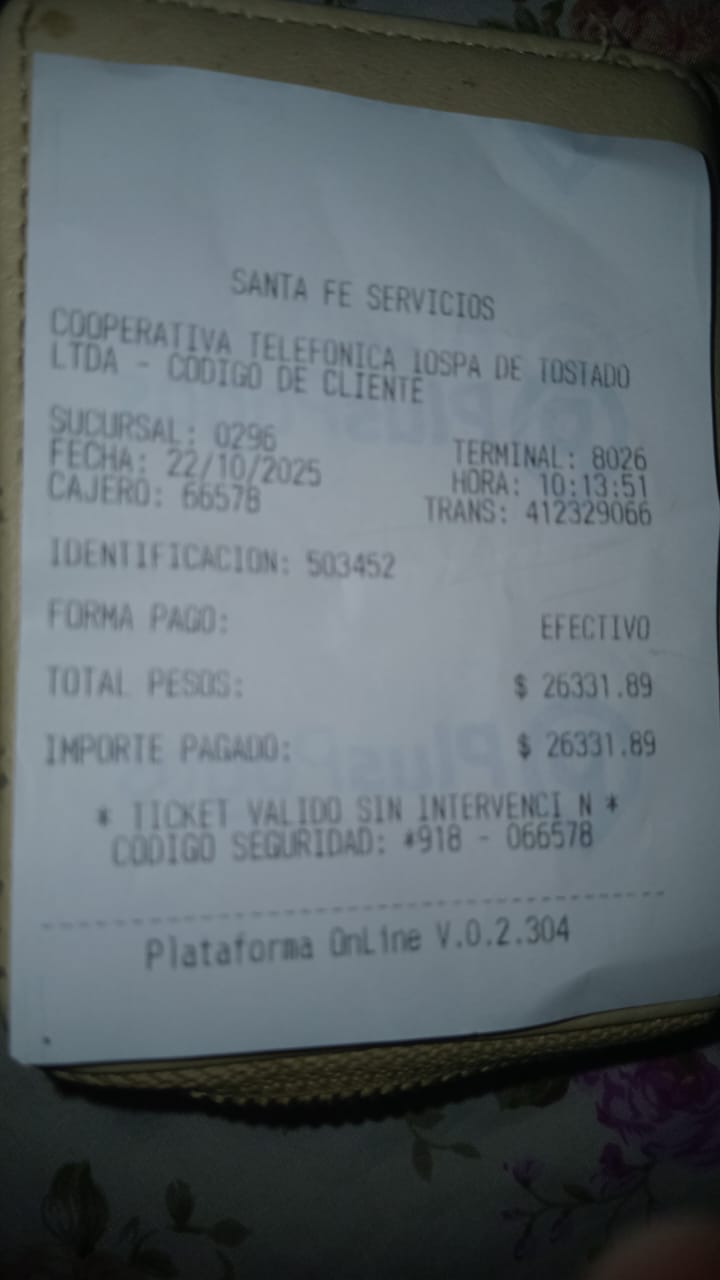 SANTA FE SERVICIOS
COOPERATIVA TELEFONICA IOSPA DE TOSTADO
LTDA - CODIGO DE CLIENTE
SUCURSAL: 0296
TERMINAL: 8026
FECHA: 22/10/2025
HORA: 10:13:51
CAJERO: 66578
TRANS: 412329066
IDENTIFICACION: 503452
FORMA PAGO: EFECTIVO
TOTAL PESOS: $ 26331.89
IMPORTE PAGADO: $ 26331.89
* TICKET VALIDO SIN INTERVENCI N *
CODIGO SEGURIDAD: *918 - 066578
Plataforma OnLine V.0.2.304